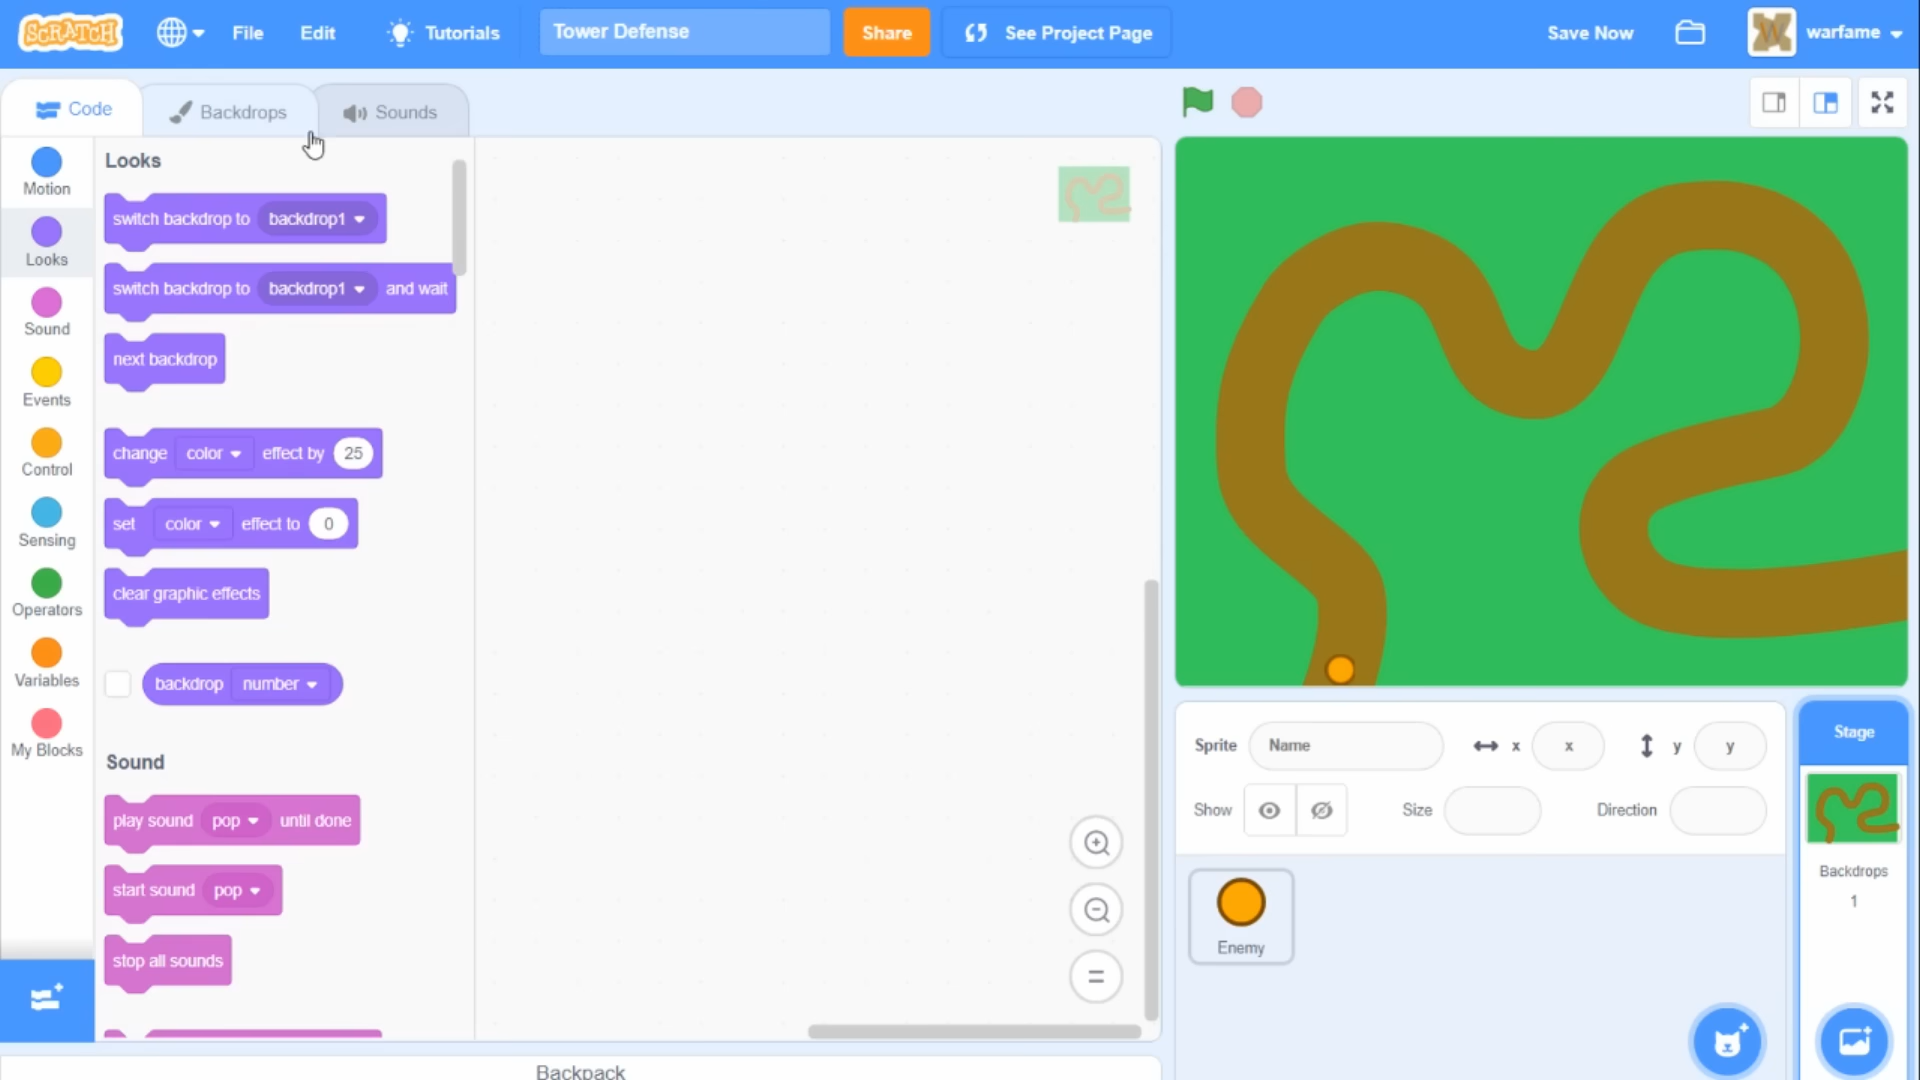 SCRATCH File Edit Tutorials Tower Defense Share See Project Page Save Now warfame
Code Backdrops Sounds
Motion
Looks
Sound
Events
Control
Sensing
Operators
Variables
My Blocks
Looks
switch backdrop to backdrop1
switch backdrop to backdrop1 and wait
next backdrop
change color effect by 25
set color effect to 0
clear graphic effects
backdrop number
Sound
play sound pop until done
start sound pop
stop all sounds
Sprite Name x x y y
Show Size Direction
Enemy
Stage
Backdrops
1
Backpack